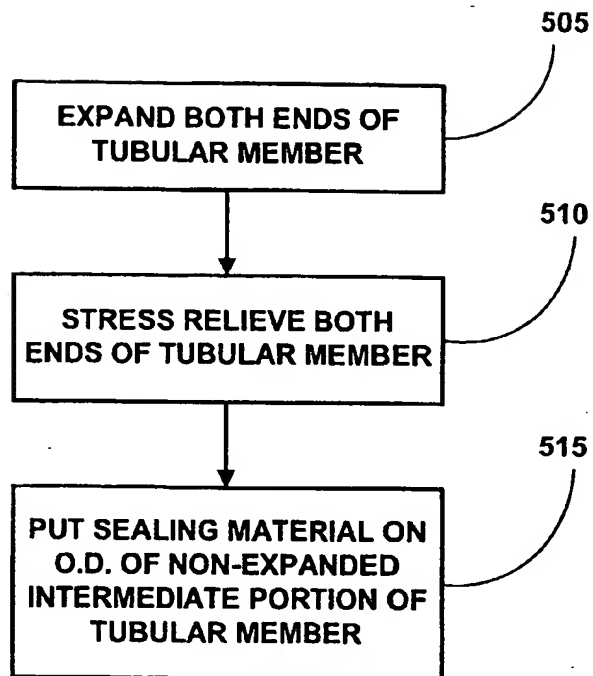 505
EXPAND BOTH ENDS OF
TUBULAR MEMBER
510
STRESS RELIEVE BOTH
ENDS OF TUBULAR MEMBER
515
PUT SEALING MATERIAL ON
O.D. OF NON-EXPANDED
INTERMEDIATE PORTION OF
TUBULAR MEMBER